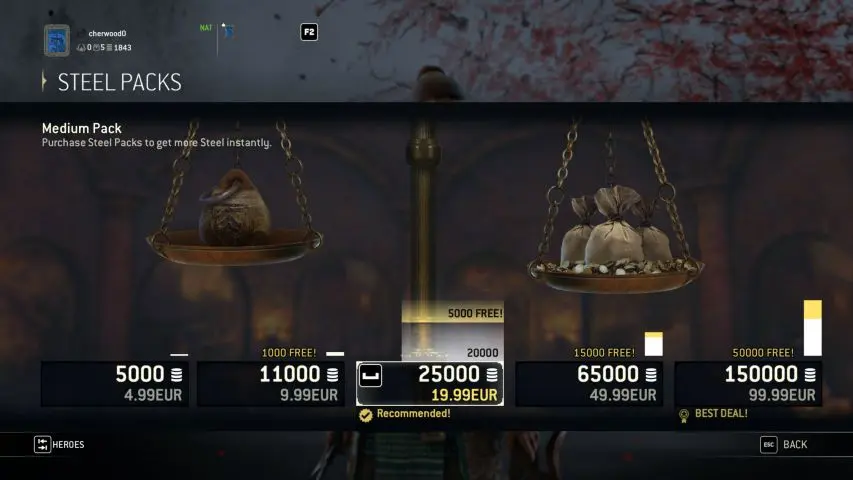 cherwood0
0 5 1843
NAT
F2
STEEL PACKS
Medium Pack
Purchase Steel Packs to get more Steel instantly.
5000 FREE!
20000
1000 FREE!
15000 FREE!
50000 FREE!
5000
4.99EUR
11000
9.99EUR
25000
19.99EUR
65000
49.99EUR
150000
99.99EUR
Recommended!
BEST DEAL!
HEROES
ESC BACK